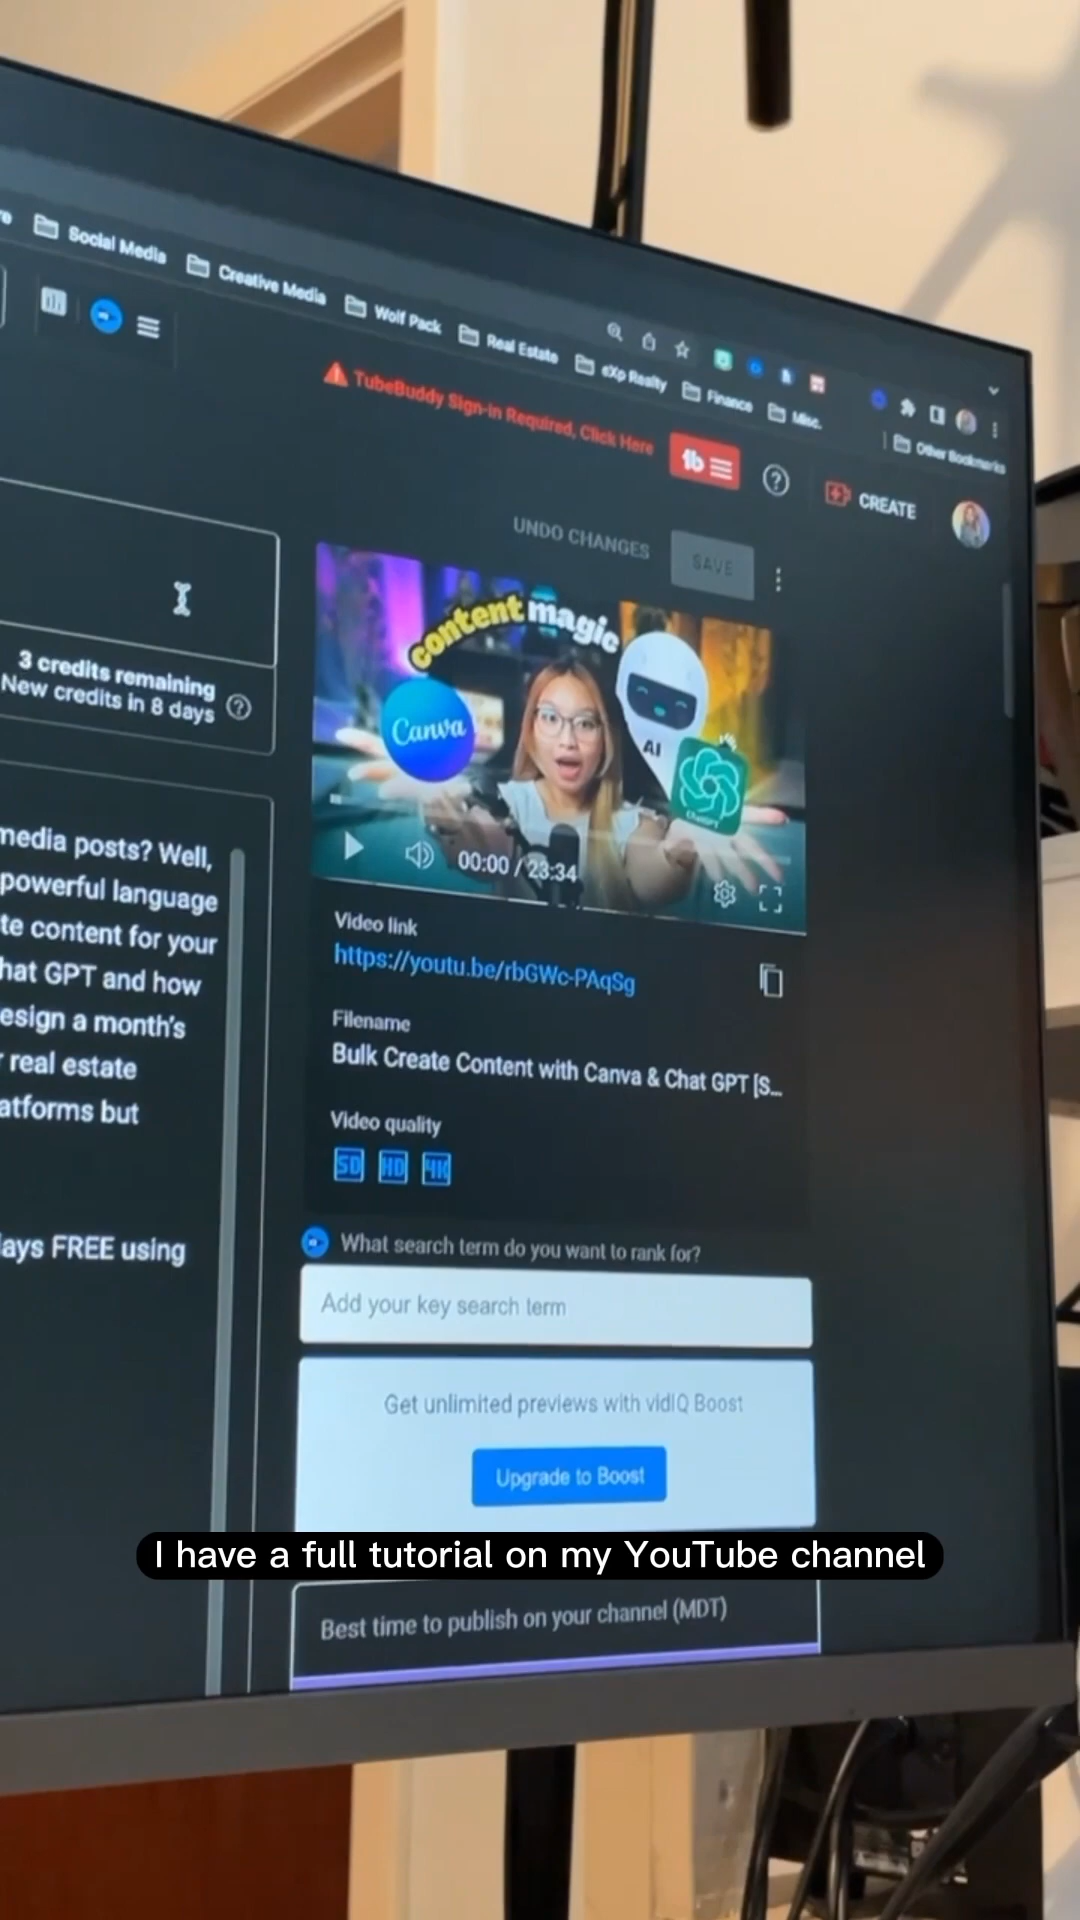 Social Media
Creative Media
Wolf Pack
Real Estate
eXp Realty
Finance
Misc.
Other Bookmarks
TubeBuddy Sign-in Required, Click Here
tb
CREATE
UNDO CHANGES
SAVE
content magic
Canva
AI
ChatGPT
00:00 / 23:34
3 credits remaining
New credits in 8 days
media posts? Well,
powerful language
te content for your
hat GPT and how
esign a month's
real estate
atforms but
ays FREE using
Video link
https://youtu.be/rbGWc-PAqSg
Filename
Bulk Create Content with Canva & Chat GPT [S...
Video quality
SD HD 4K
What search term do you want to rank for?
Add your key search term
Get unlimited previews with vidIQ Boost
Upgrade to Boost
I have a full tutorial on my YouTube channel
Best time to publish on your channel (MDT)